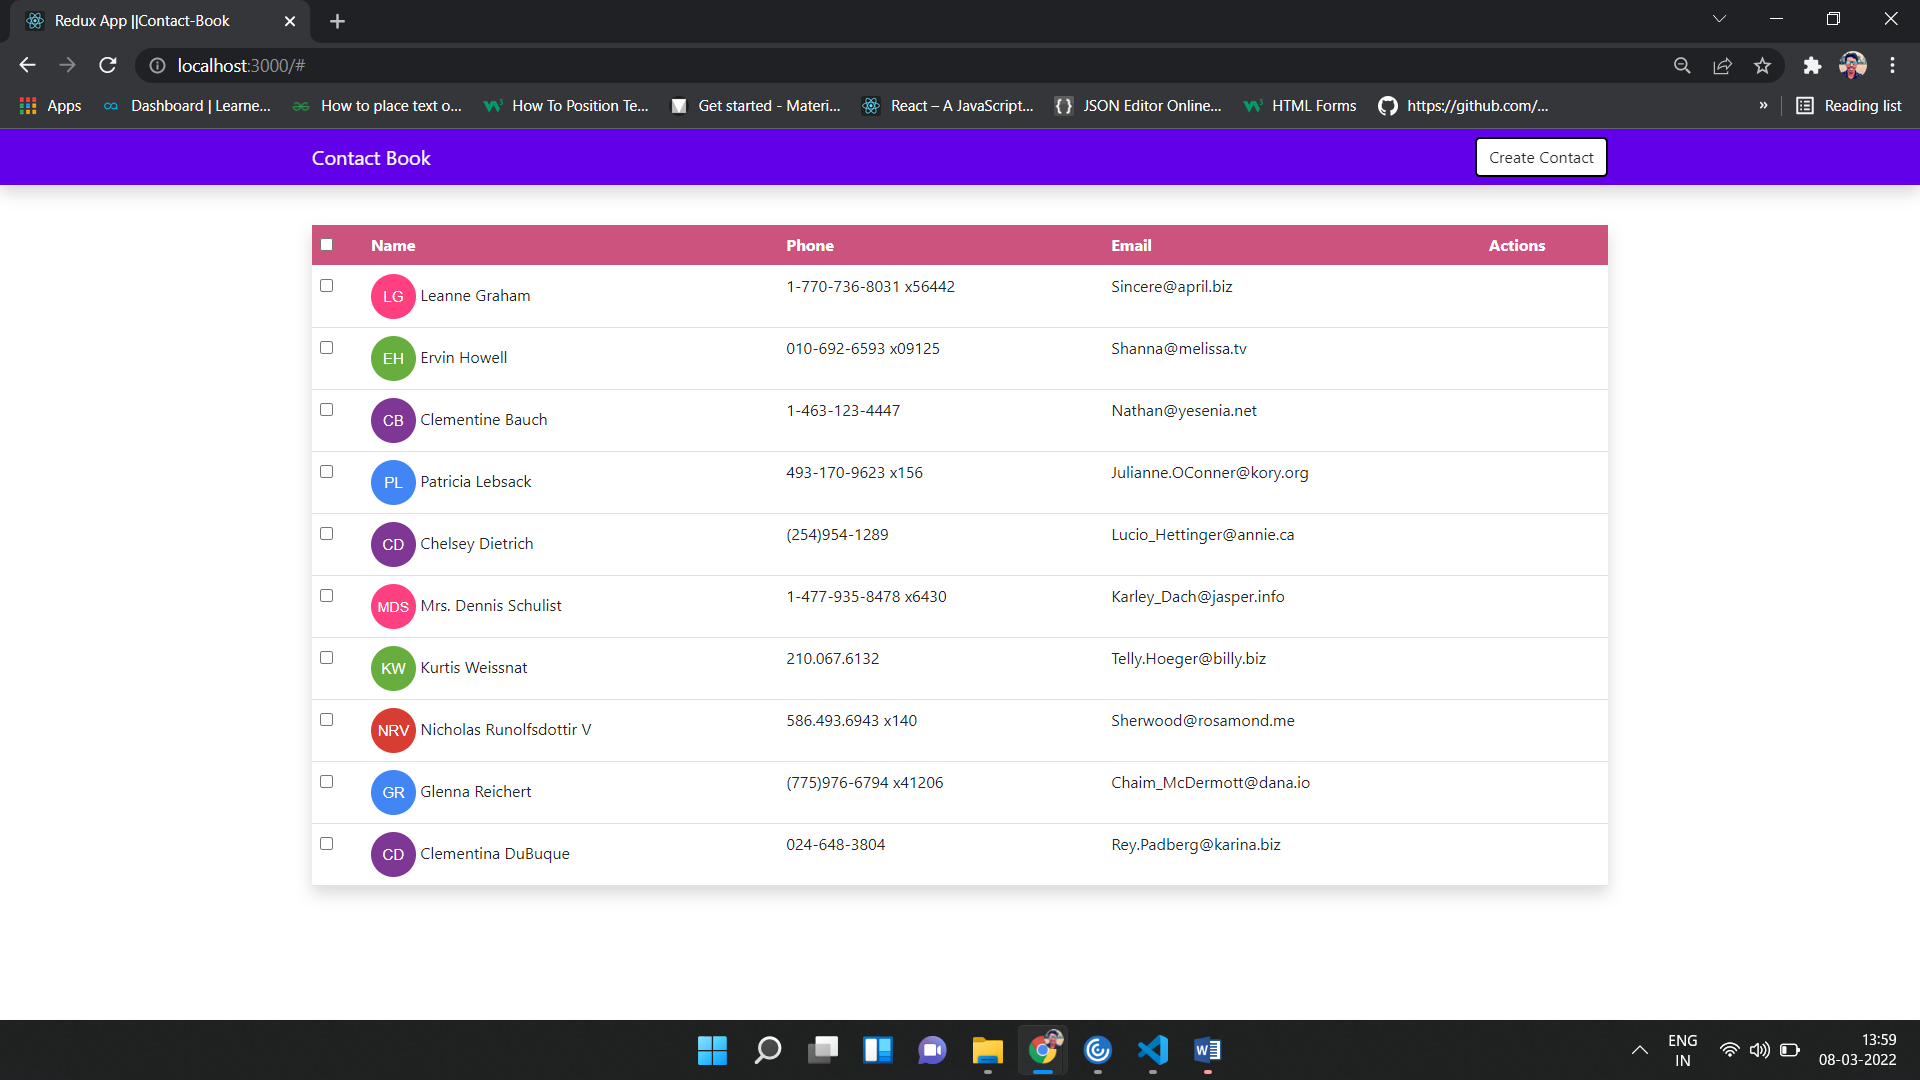 Redux App ||Contact-Book
localhost:3000/#
Apps Dashboard | Learne... How to place text o... How To Position Te... Get started - Materi... React – A JavaScript... JSON Editor Online... HTML Forms https://github.com/... » Reading list
Contact Book Create Contact
Name Phone Email Actions
LG Leanne Graham 1-770-736-8031 x56442 Sincere@april.biz
EH Ervin Howell 010-692-6593 x09125 Shanna@melissa.tv
CB Clementine Bauch 1-463-123-4447 Nathan@yesenia.net
PL Patricia Lebsack 493-170-9623 x156 Julianne.OConner@kory.org
CD Chelsey Dietrich (254)954-1289 Lucio_Hettinger@annie.ca
MDS Mrs. Dennis Schulist 1-477-935-8478 x6430 Karley_Dach@jasper.info
KW Kurtis Weissnat 210.067.6132 Telly.Hoeger@billy.biz
NRV Nicholas Runolfsdottir V 586.493.6943 x140 Sherwood@rosamond.me
GR Glenna Reichert (775)976-6794 x41206 Chaim_McDermott@dana.io
CD Clementina DuBuque 024-648-3804 Rey.Padberg@karina.biz
ENG 13:59
IN 08-03-2022